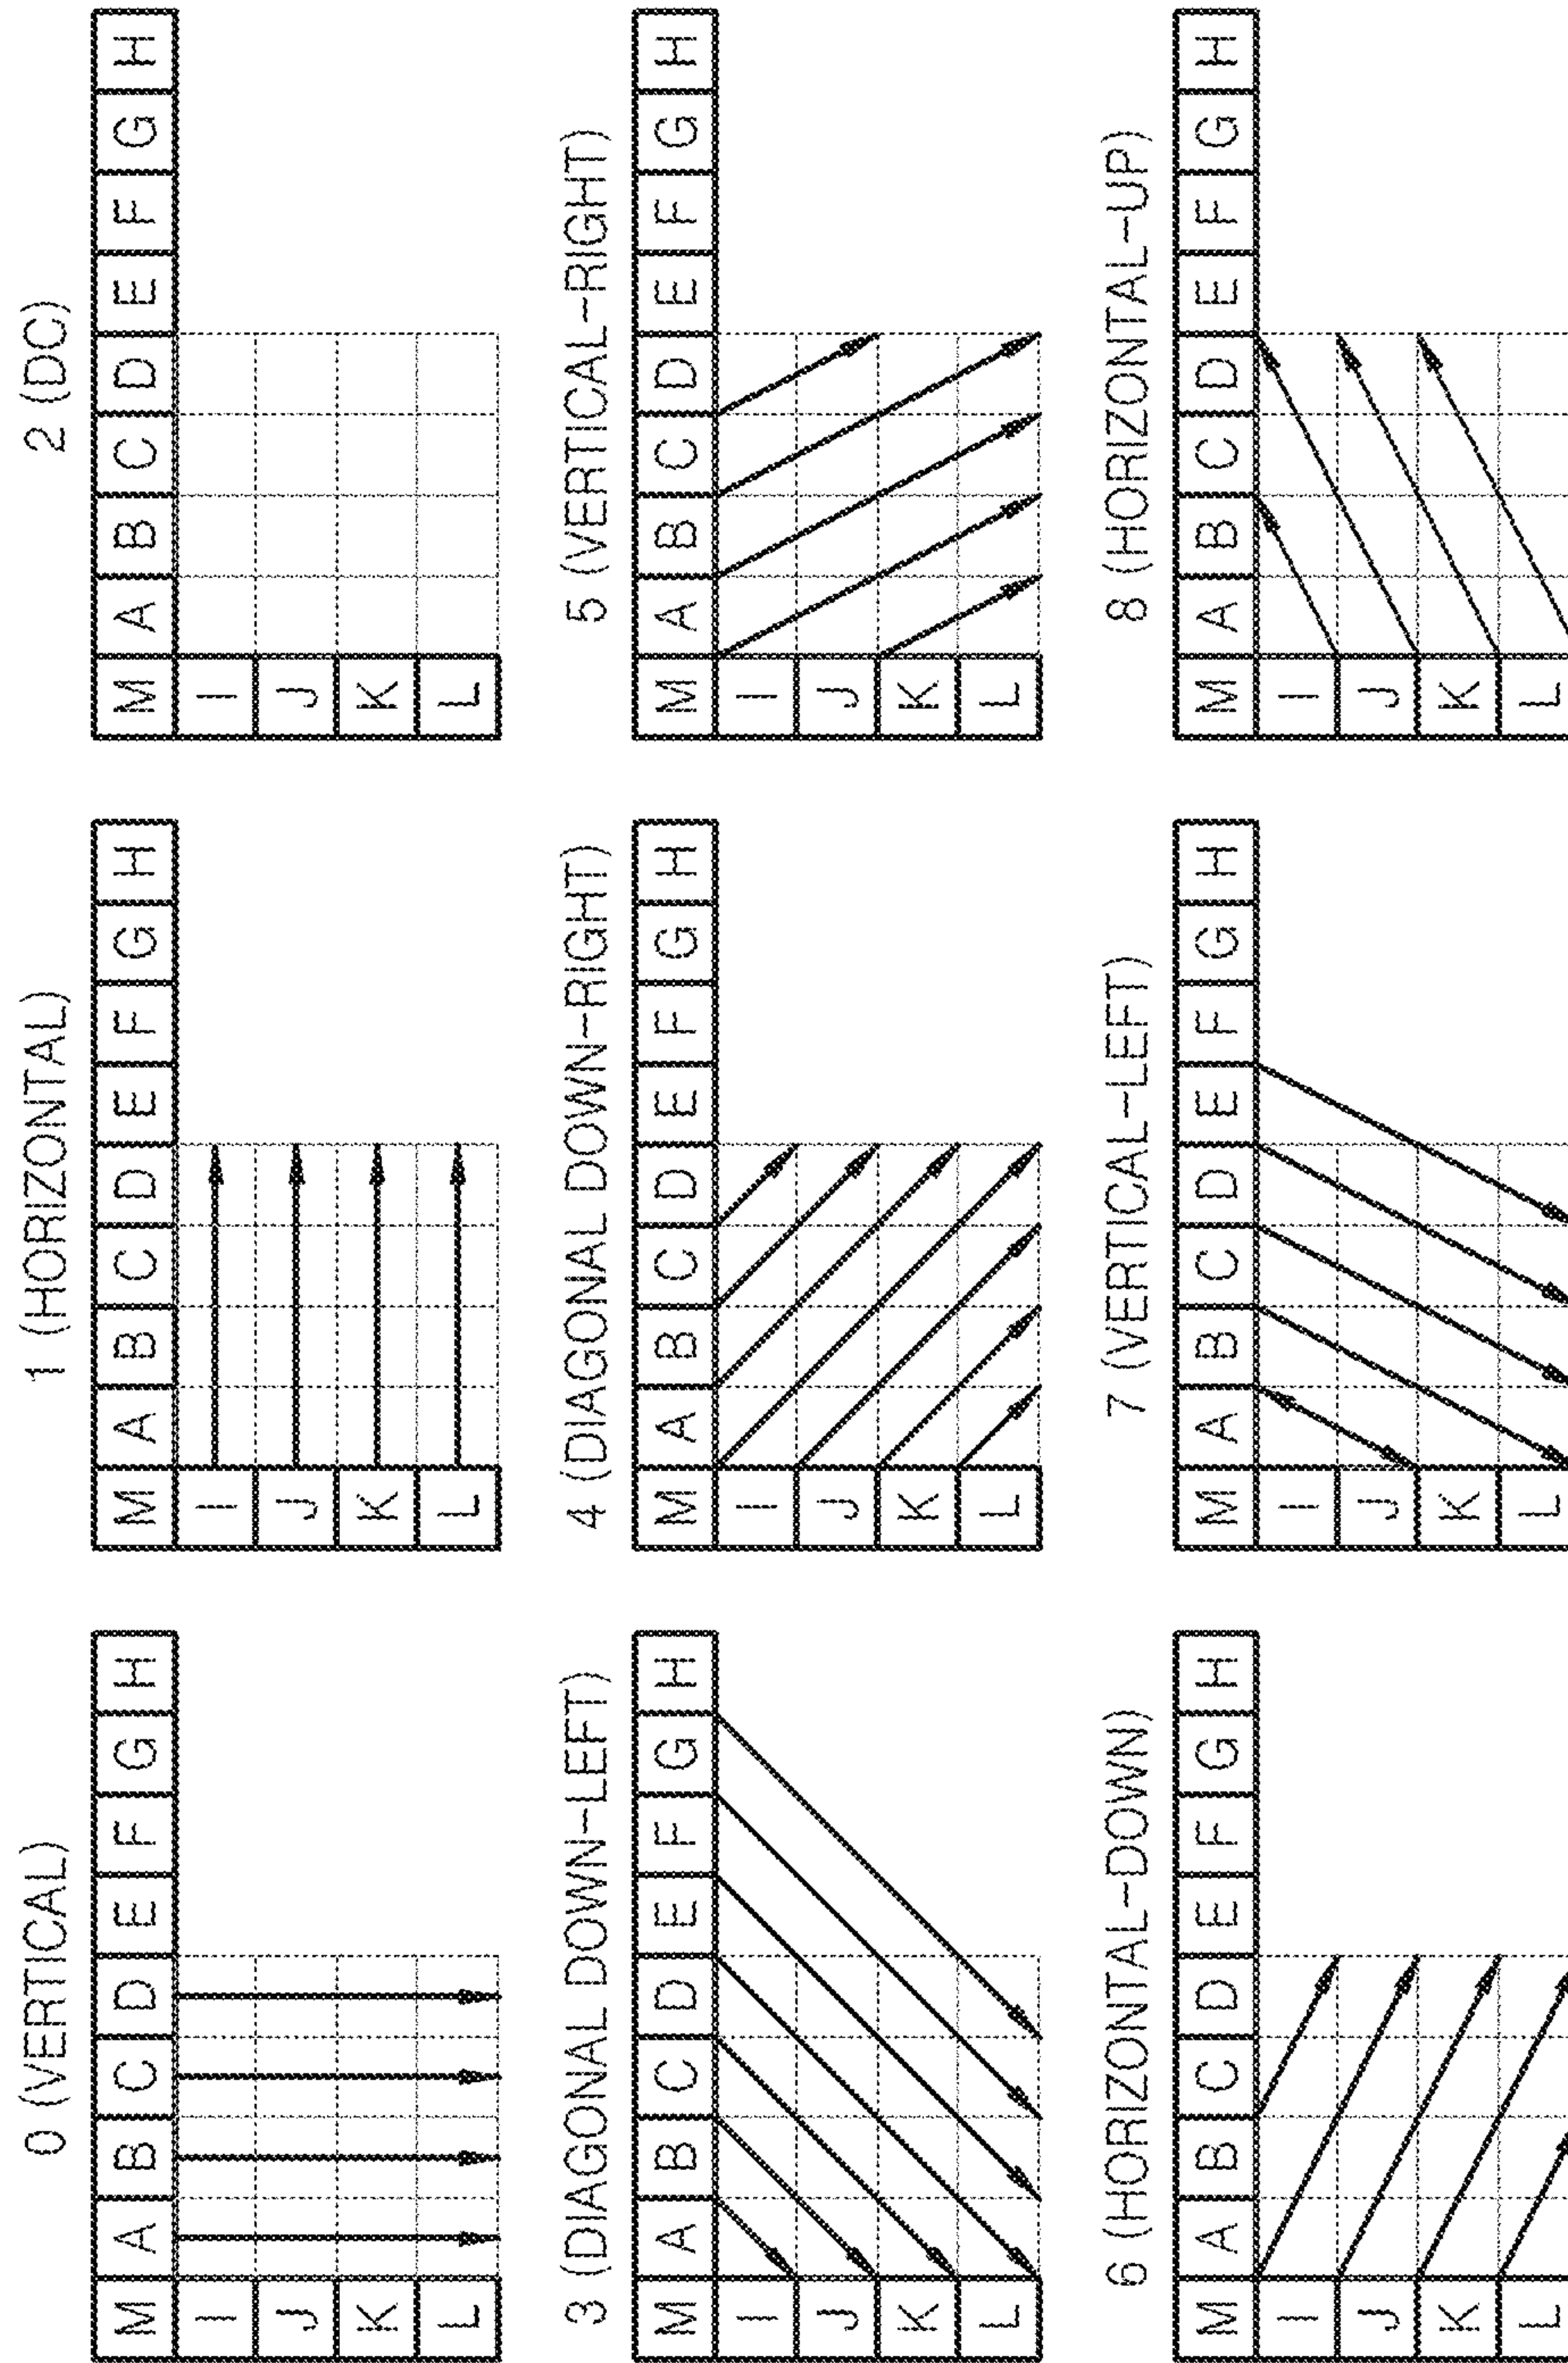 0 (VERTICAL)
M A B C D E F G H
I
J
K
L
1 (HORIZONTAL)
M A B C D E F G H
I
J
K
L
2 (DC)
M A B C D E F G H
I
J
K
L
3 (DIAGONAL DOWN-LEFT)
M A B C D E F G H
I
J
K
L
4 (DIAGONAL DOWN-RIGHT)
M A B C D E F G H
I
J
K
L
5 (VERTICAL-RIGHT)
M A B C D E F G H
I
J
K
L
6 (HORIZONTAL-DOWN)
M A B C D E F G H
I
J
K
L
7 (VERTICAL-LEFT)
M A B C D E F G H
I
J
K
L
8 (HORIZONTAL-UP)
M A B C D E F G H
I
J
K
L